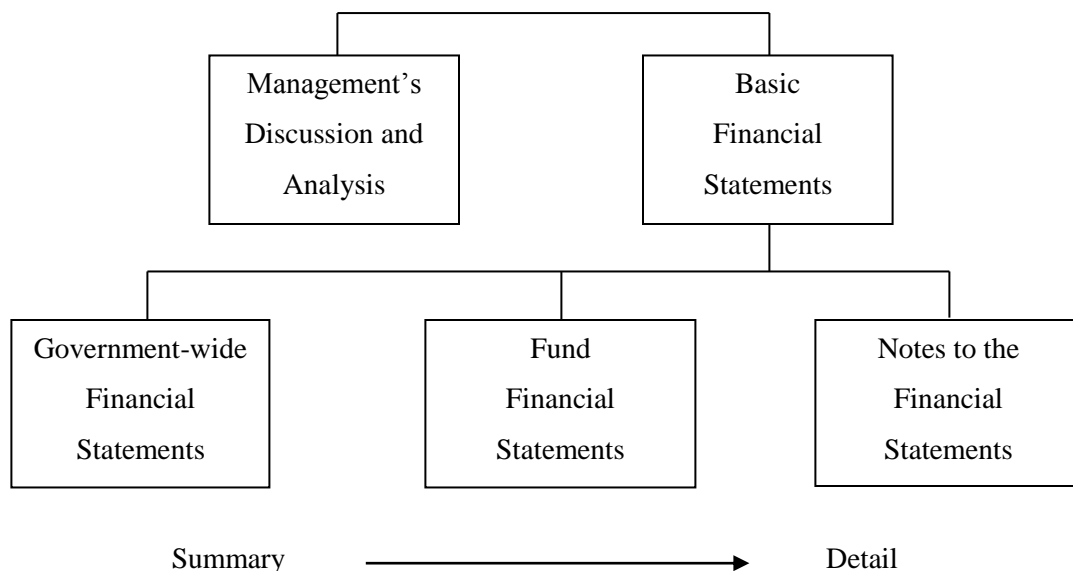 Management’s
Discussion and
Analysis
Basic
Financial
Statements
Government-wide
Financial
Statements
Fund
Financial
Statements
Notes to the
Financial
Statements
Summary
Detail